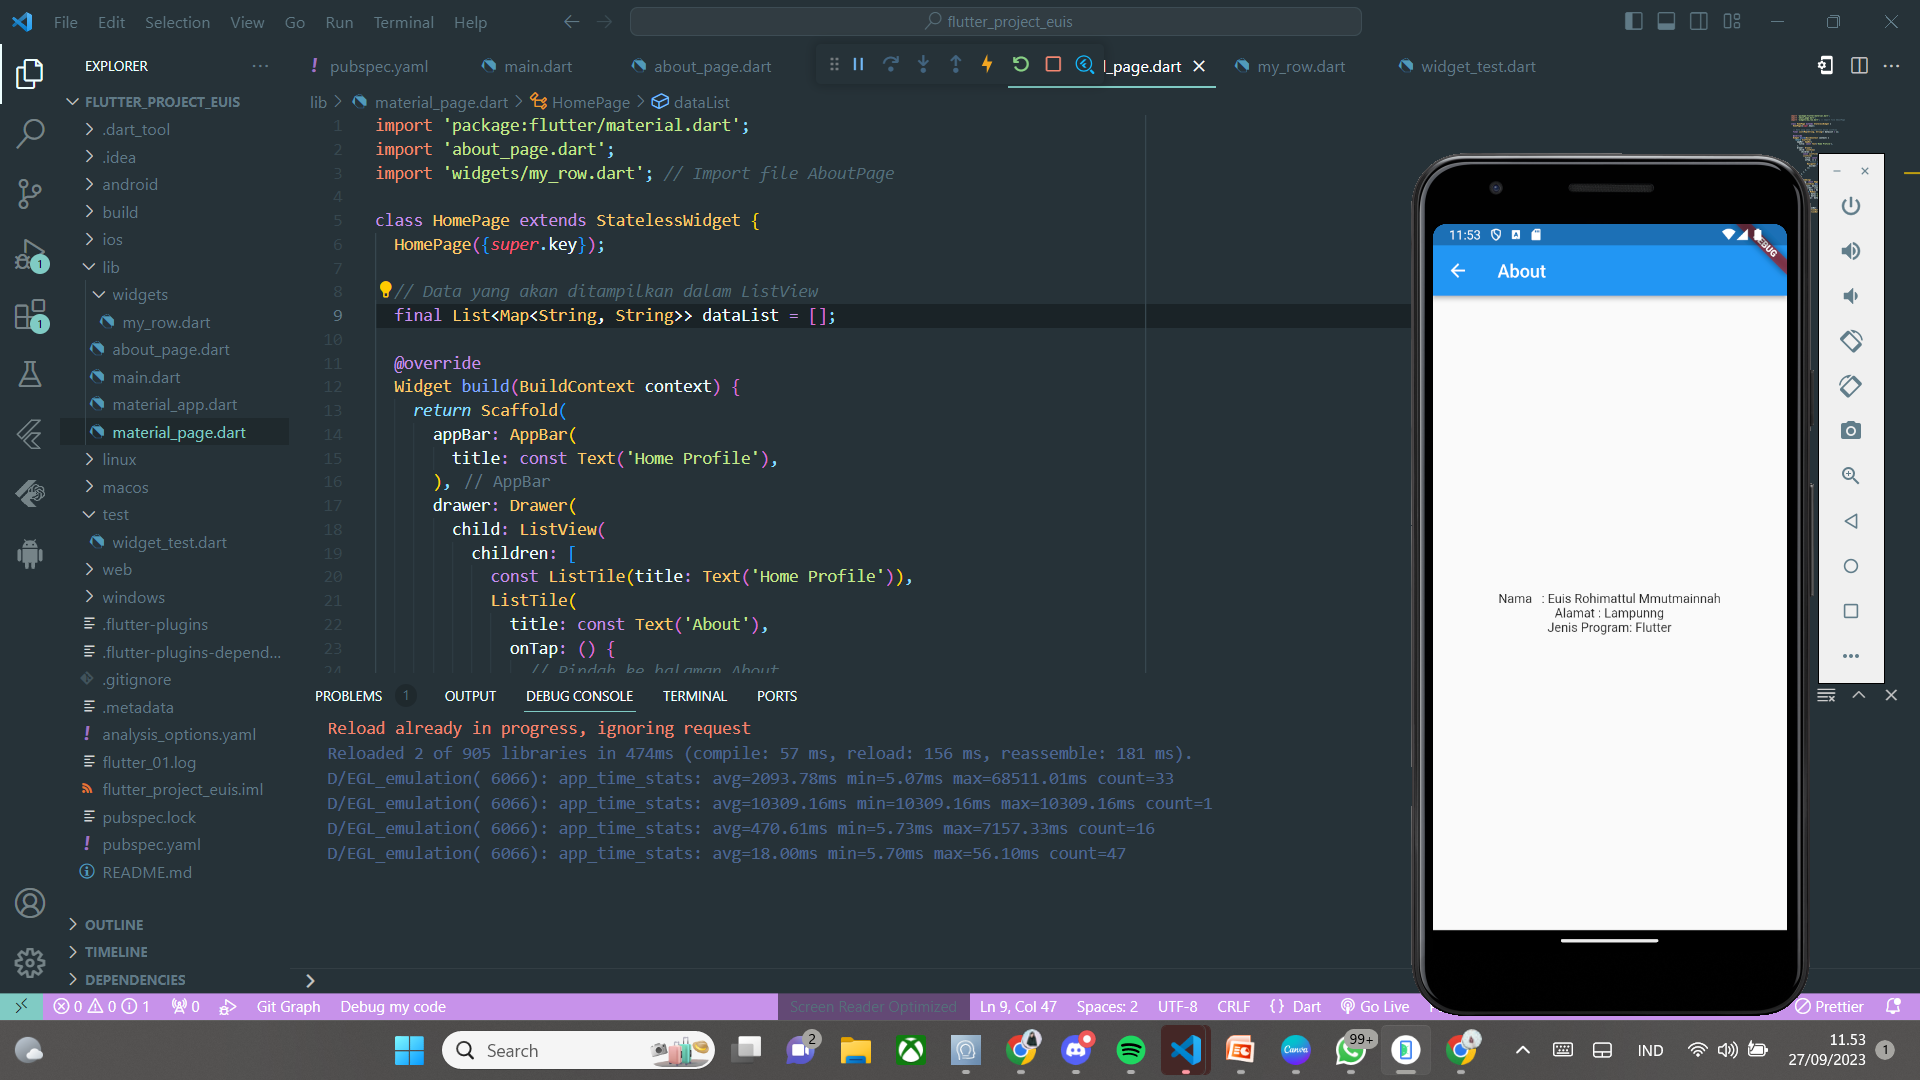 File Edit Selection View Go Run Terminal Help
flutter_project_euis
EXPLORER
pubspec.yaml
main.dart
about_page.dart
l_page.dart
my_row.dart
widget_test.dart
FLUTTER_PROJECT_EUIS
.dart_tool
.idea
android
build
ios
lib
widgets
my_row.dart
about_page.dart
main.dart
material_app.dart
material_page.dart
linux
macos
test
widget_test.dart
web
windows
.flutter-plugins
.flutter-plugins-depend...
.gitignore
.metadata
analysis_options.yaml
flutter_01.log
flutter_project_euis.iml
pubspec.lock
pubspec.yaml
README.md
OUTLINE
TIMELINE
DEPENDENCIES
1
1
lib > material_page.dart > HomePage > dataList
1 import 'package:flutter/material.dart';
2 import 'about_page.dart';
3 import 'widgets/my_row.dart'; // Import file AboutPage
4
5 class HomePage extends StatelessWidget {
6 HomePage({super.key});
7
8 // Data yang akan ditampilkan dalam ListView
9 final List<Map<String, String>> dataList = [];
10
11 @override
12 Widget build(BuildContext context) {
13 return Scaffold(
14 appBar: AppBar(
15 title: const Text('Home Profile'),
16 ), // AppBar
17 drawer: Drawer(
18 child: ListView(
19 children: [
20 const ListTile(title: Text('Home Profile')),
21 ListTile(
22 title: const Text('About'),
23 onTap: () {
24 // Pindah ke halaman About
PROBLEMS 1 OUTPUT DEBUG CONSOLE TERMINAL PORTS
Reload already in progress, ignoring request
Reloaded 2 of 905 libraries in 474ms (compile: 57 ms, reload: 156 ms, reassemble: 181 ms).
D/EGL_emulation( 6066): app_time_stats: avg=2093.78ms min=5.07ms max=68511.01ms count=33
D/EGL_emulation( 6066): app_time_stats: avg=10309.16ms min=10309.16ms max=10309.16ms count=1
D/EGL_emulation( 6066): app_time_stats: avg=470.61ms min=5.73ms max=7157.33ms count=16
D/EGL_emulation( 6066): app_time_stats: avg=18.00ms min=5.70ms max=56.10ms count=47
11:53
About
Nama : Euis Rohimattul Mmutmainnah
Alamat : Lampunng
Jenis Program: Flutter
0 0 1 0 Git Graph Debug my code
Screen Reader Optimized Ln 9, Col 47 Spaces: 2 UTF-8 CRLF {} Dart Go Live Prettier
Search
2
Canva
99+
IND
11.53
27/09/2023
1